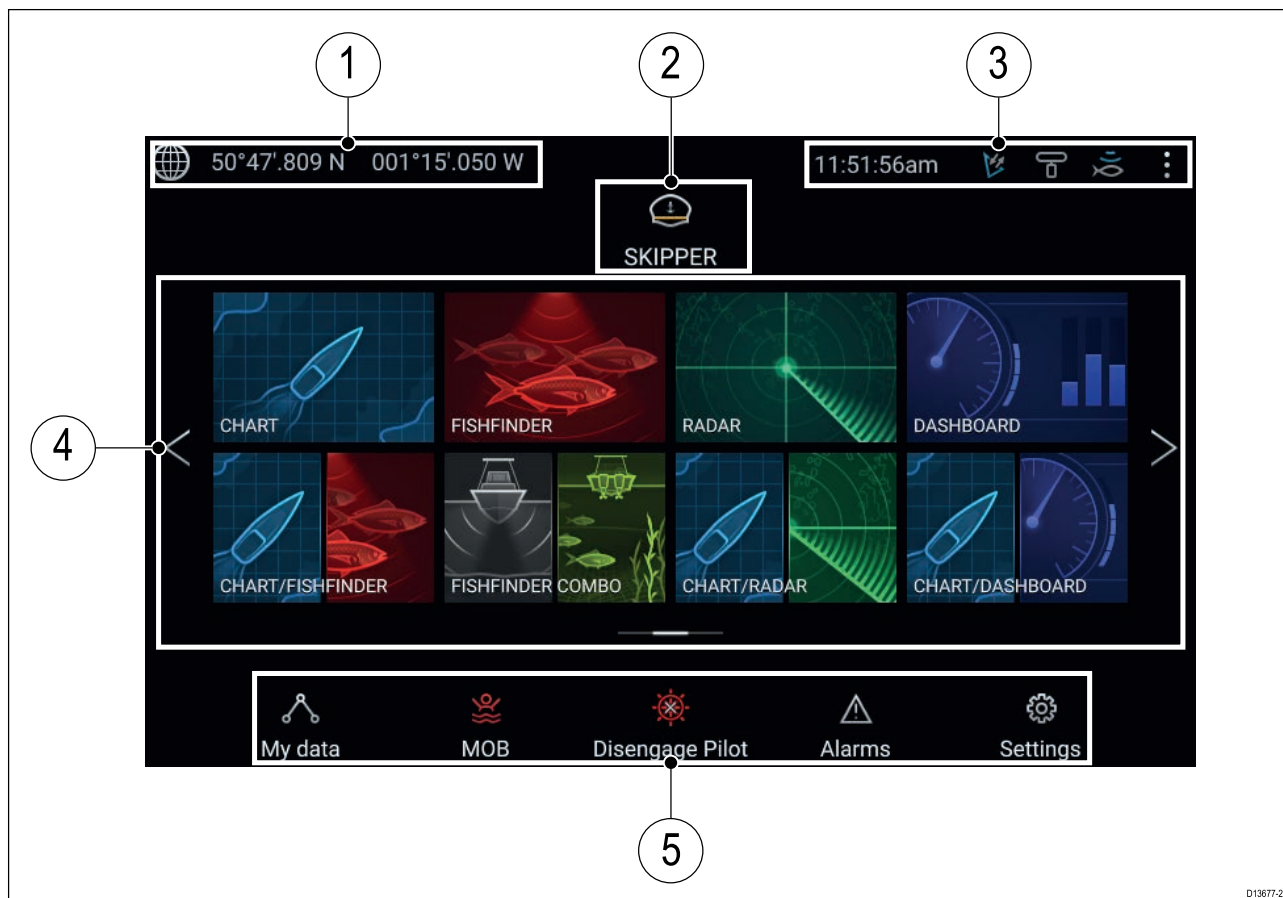 1
2
3
50°47'.809 N 001°15'.050 W
11:51:56am
SKIPPER
CHART
FISHFINDER
RADAR
DASHBOARD
4
CHART/FISHFINDER
FISHFINDER COMBO
CHART/RADAR
CHART/DASHBOARD
My data
MOB
Disengage Pilot
Alarms
Settings
5
D13677-2